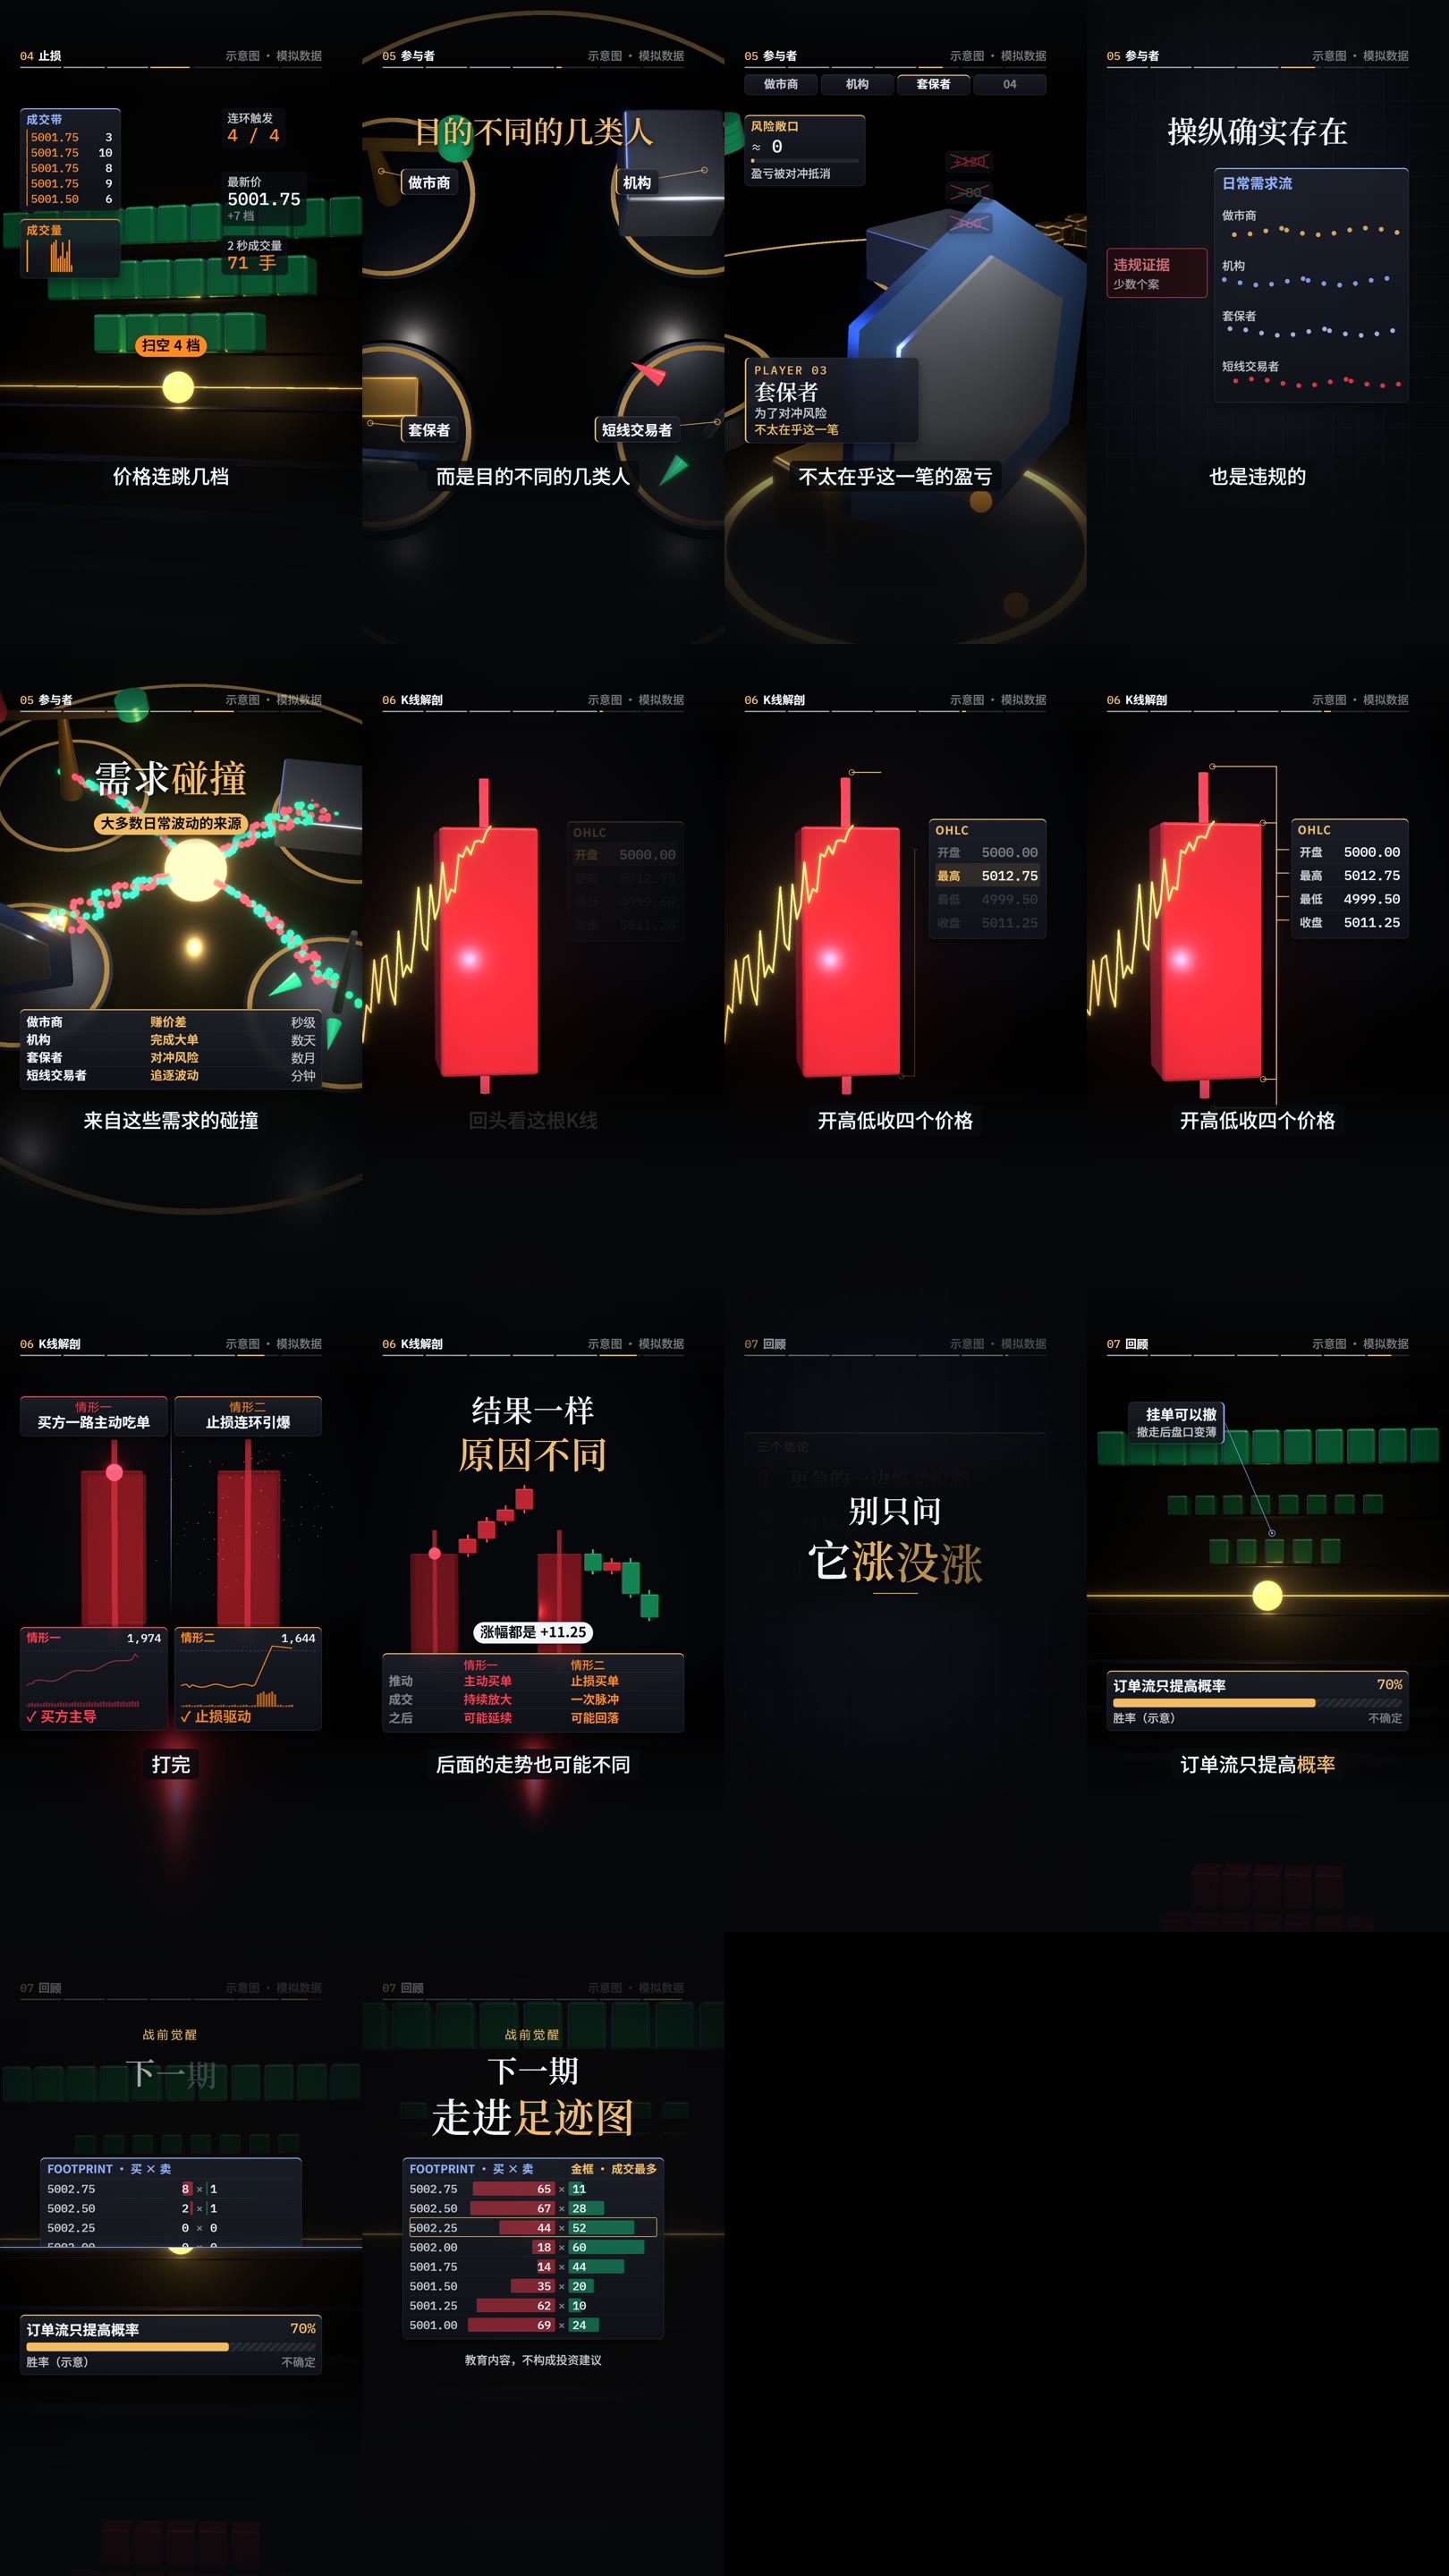 04 止损
示意图 · 模拟数据
成交带
5001.75 3
5001.75 10
5001.75 8
5001.75 9
5001.50 6
成交量
连环触发
4 / 4
最新价
5001.75
+7 档
2 秒成交量
71 手
扫空 4 档
价格连跳几档
05 参与者
示意图 · 模拟数据
目的不同的几类人
做市商
机构
套保者
短线交易者
而是目的不同的几类人
05 参与者
示意图 · 模拟数据
做市商
机构
套保者
04
风险敞口
≈ 0
盈亏被对冲抵消
PLAYER 03
套保者
为了对冲风险
不太在乎这一笔
不太在乎这一笔的盈亏
05 参与者
示意图 · 模拟数据
操纵确实存在
违规证据
少数个案
日常需求流
做市商
机构
套保者
短线交易者
也是违规的
05 参与者
示意图 · 模拟数据
需求碰撞
大多数日常波动的来源
做市商 赚价差 秒级
机构 完成大单 数天
套保者 对冲风险 数月
短线交易者 追逐波动 分钟
来自这些需求的碰撞
06 K线解剖
示意图 · 模拟数据
OHLC
开盘 5000.00
最高 5012.75
最低 4999.50
收盘 5011.25
回头看这根K线
06 K线解剖
示意图 · 模拟数据
OHLC
开盘 5000.00
最高 5012.75
最低 4999.50
收盘 5011.25
开高低收四个价格
06 K线解剖
示意图 · 模拟数据
OHLC
开盘 5000.00
最高 5012.75
最低 4999.50
收盘 5011.25
开高低收四个价格
06 K线解剖
示意图 · 模拟数据
情形一
买方一路主动吃单
情形二
止损连环引爆
情形一 1,974
✓ 买方主导
情形二 1,644
✓ 止损驱动
打完
06 K线解剖
示意图 · 模拟数据
结果一样
原因不同
涨幅都是 +11.25
情形一 情形二
推动 主动买单 止损买单
成交 持续放大 一次脉冲
之后 可能延续 可能回落
后面的走势也可能不同
07 回顾
示意图 · 模拟数据
三个结论
更急的一边
别只问
它涨没涨
07 回顾
示意图 · 模拟数据
挂单可以撤
撤走后盘口变薄
订单流只提高概率 70%
胜率（示意） 不确定
订单流只提高概率
07 回顾
示意图 · 模拟数据
战前觉醒
下一期
FOOTPRINT · 买 × 卖
5002.75 8 × 1
5002.50 2 × 1
5002.25 0 × 0
5002.00 0 × 0
订单流只提高概率 70%
胜率（示意） 不确定
07 回顾
示意图 · 模拟数据
战前觉醒
下一期
走进足迹图
FOOTPRINT · 买 × 卖 金框 · 成交最多
5002.75 65 × 11
5002.50 67 × 28
5002.25 44 × 52
5002.00 18 × 60
5001.75 14 × 44
5001.50 35 × 20
5001.25 62 × 10
5001.00 69 × 24
教育内容，不构成投资建议